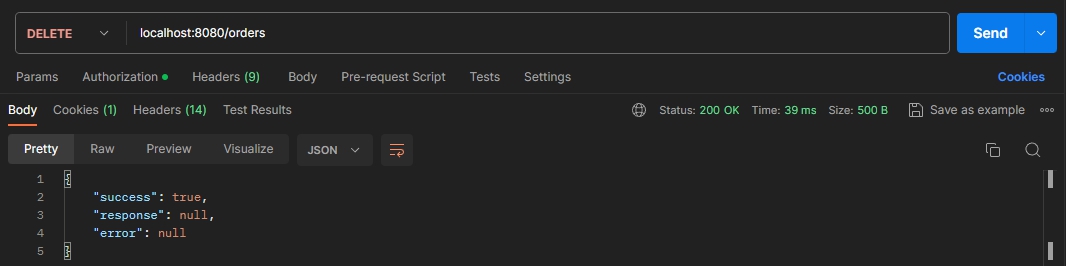 DELETE localhost:8080/orders Send
Params Authorization Headers (9) Body Pre-request Script Tests Settings Cookies
Body Cookies (1) Headers (14) Test Results Status: 200 OK Time: 39 ms Size: 500 B Save as example
Pretty Raw Preview Visualize JSON
1 {
2 "success": true,
3 "response": null,
4 "error": null
5 }